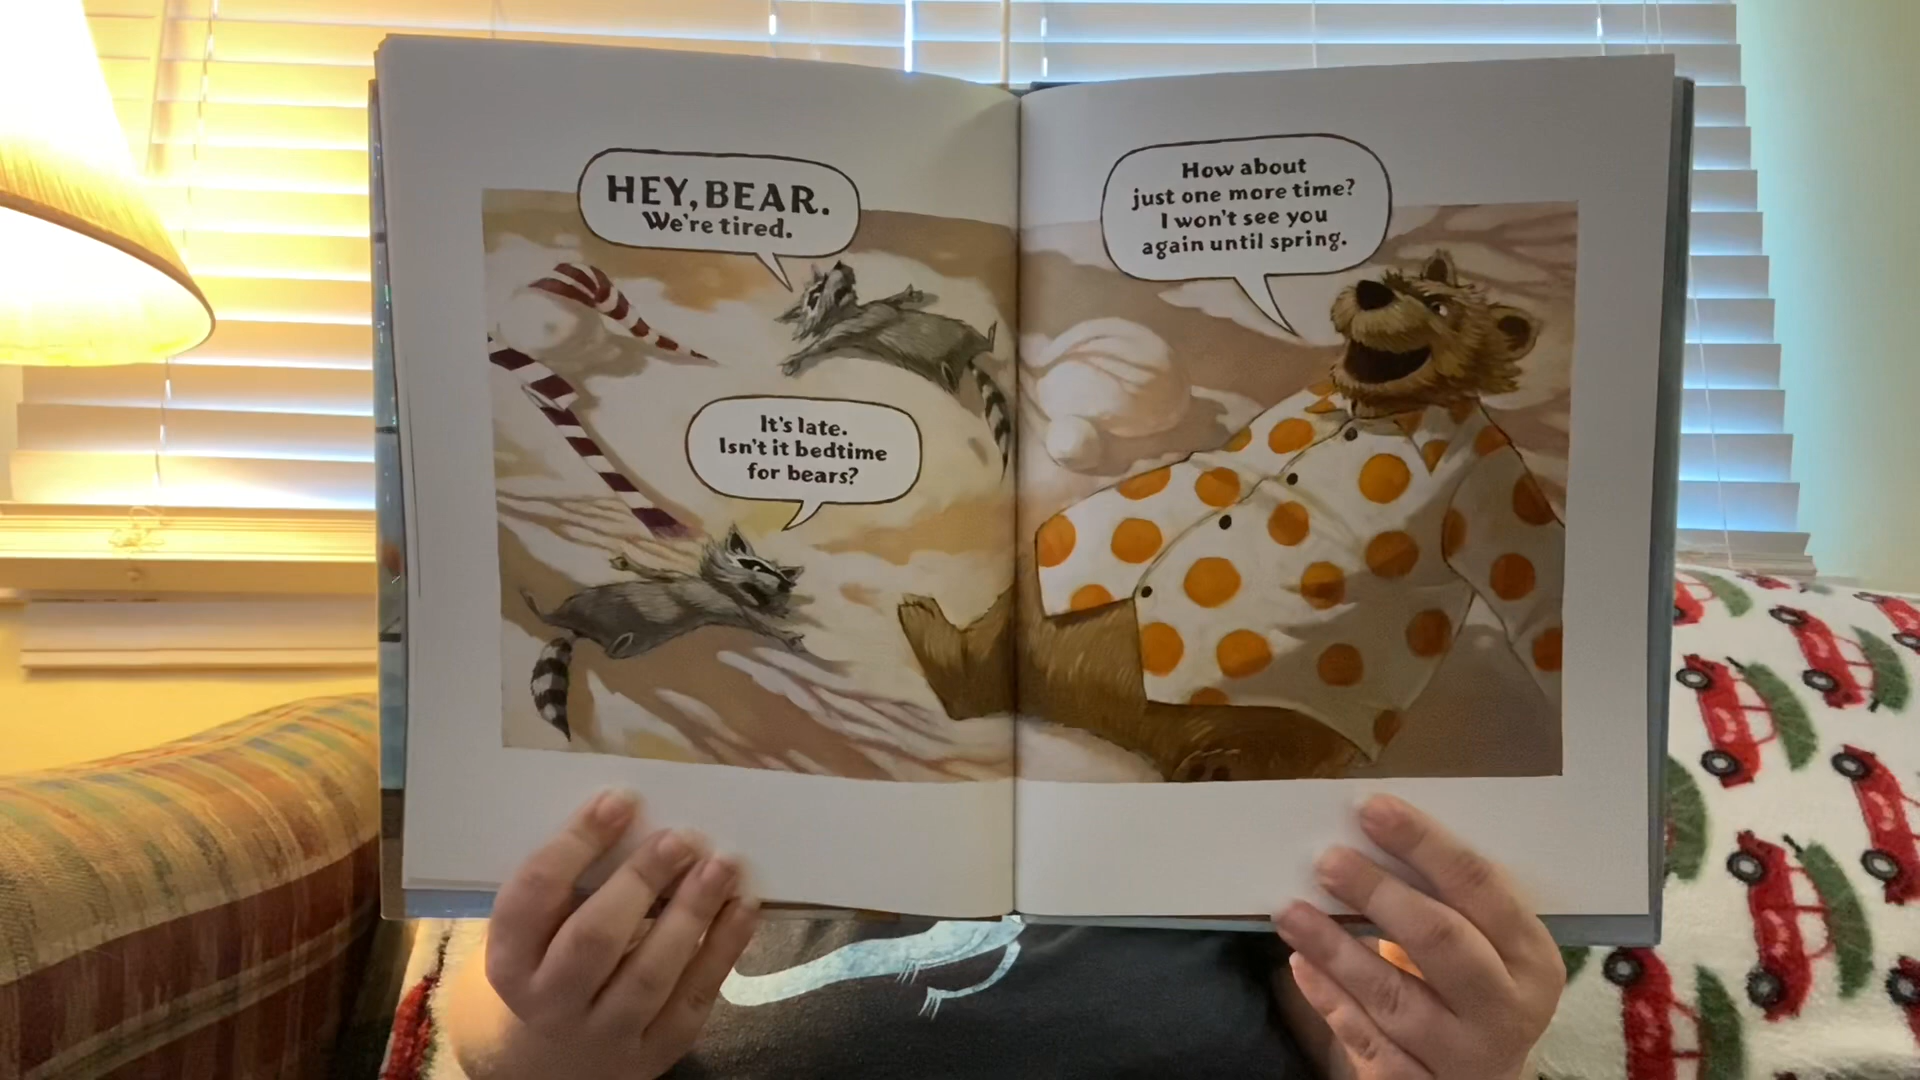 HEY, BEAR.
We're tired.
It's late.
Isn't it bedtime
for bears?
How about
just one more time?
I won't see you
again until spring.